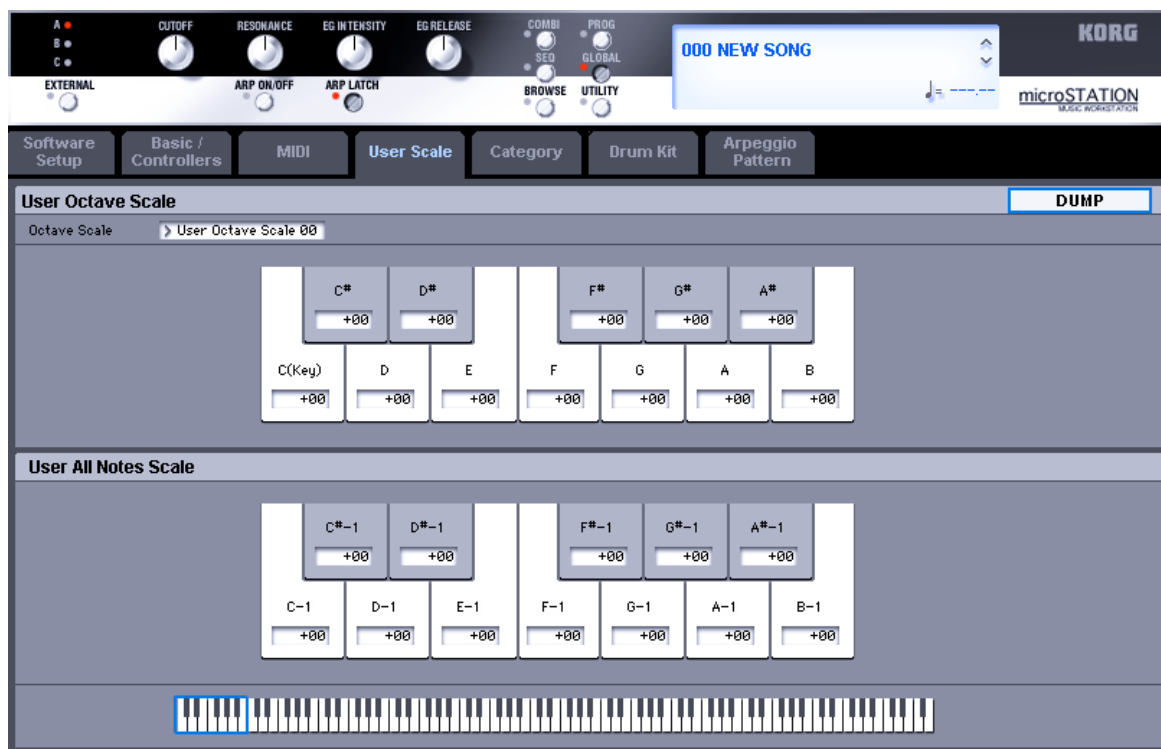 A CUTOFF RESONANCE EG INTENSITY EG RELEASE COMBI PROG
B
C
SEQ GLOBAL
000 NEW SONG
KORG
EXTERNAL ARP ON/OFF ARP LATCH BROWSE UTILITY
♩= ---.--
microSTATION
MUSIC WORKSTATION
Software Setup
Basic / Controllers
MIDI
User Scale
Category
Drum Kit
Arpeggio Pattern
User Octave Scale DUMP
Octave Scale User Octave Scale 00
C# D# F# G# A#
+00 +00 +00 +00 +00
C(Key) D E F G A B
+00 +00 +00 +00 +00 +00 +00
User All Notes Scale
C#-1 D#-1 F#-1 G#-1 A#-1
+00 +00 +00 +00 +00
C-1 D-1 E-1 F-1 G-1 A-1 B-1
+00 +00 +00 +00 +00 +00 +00